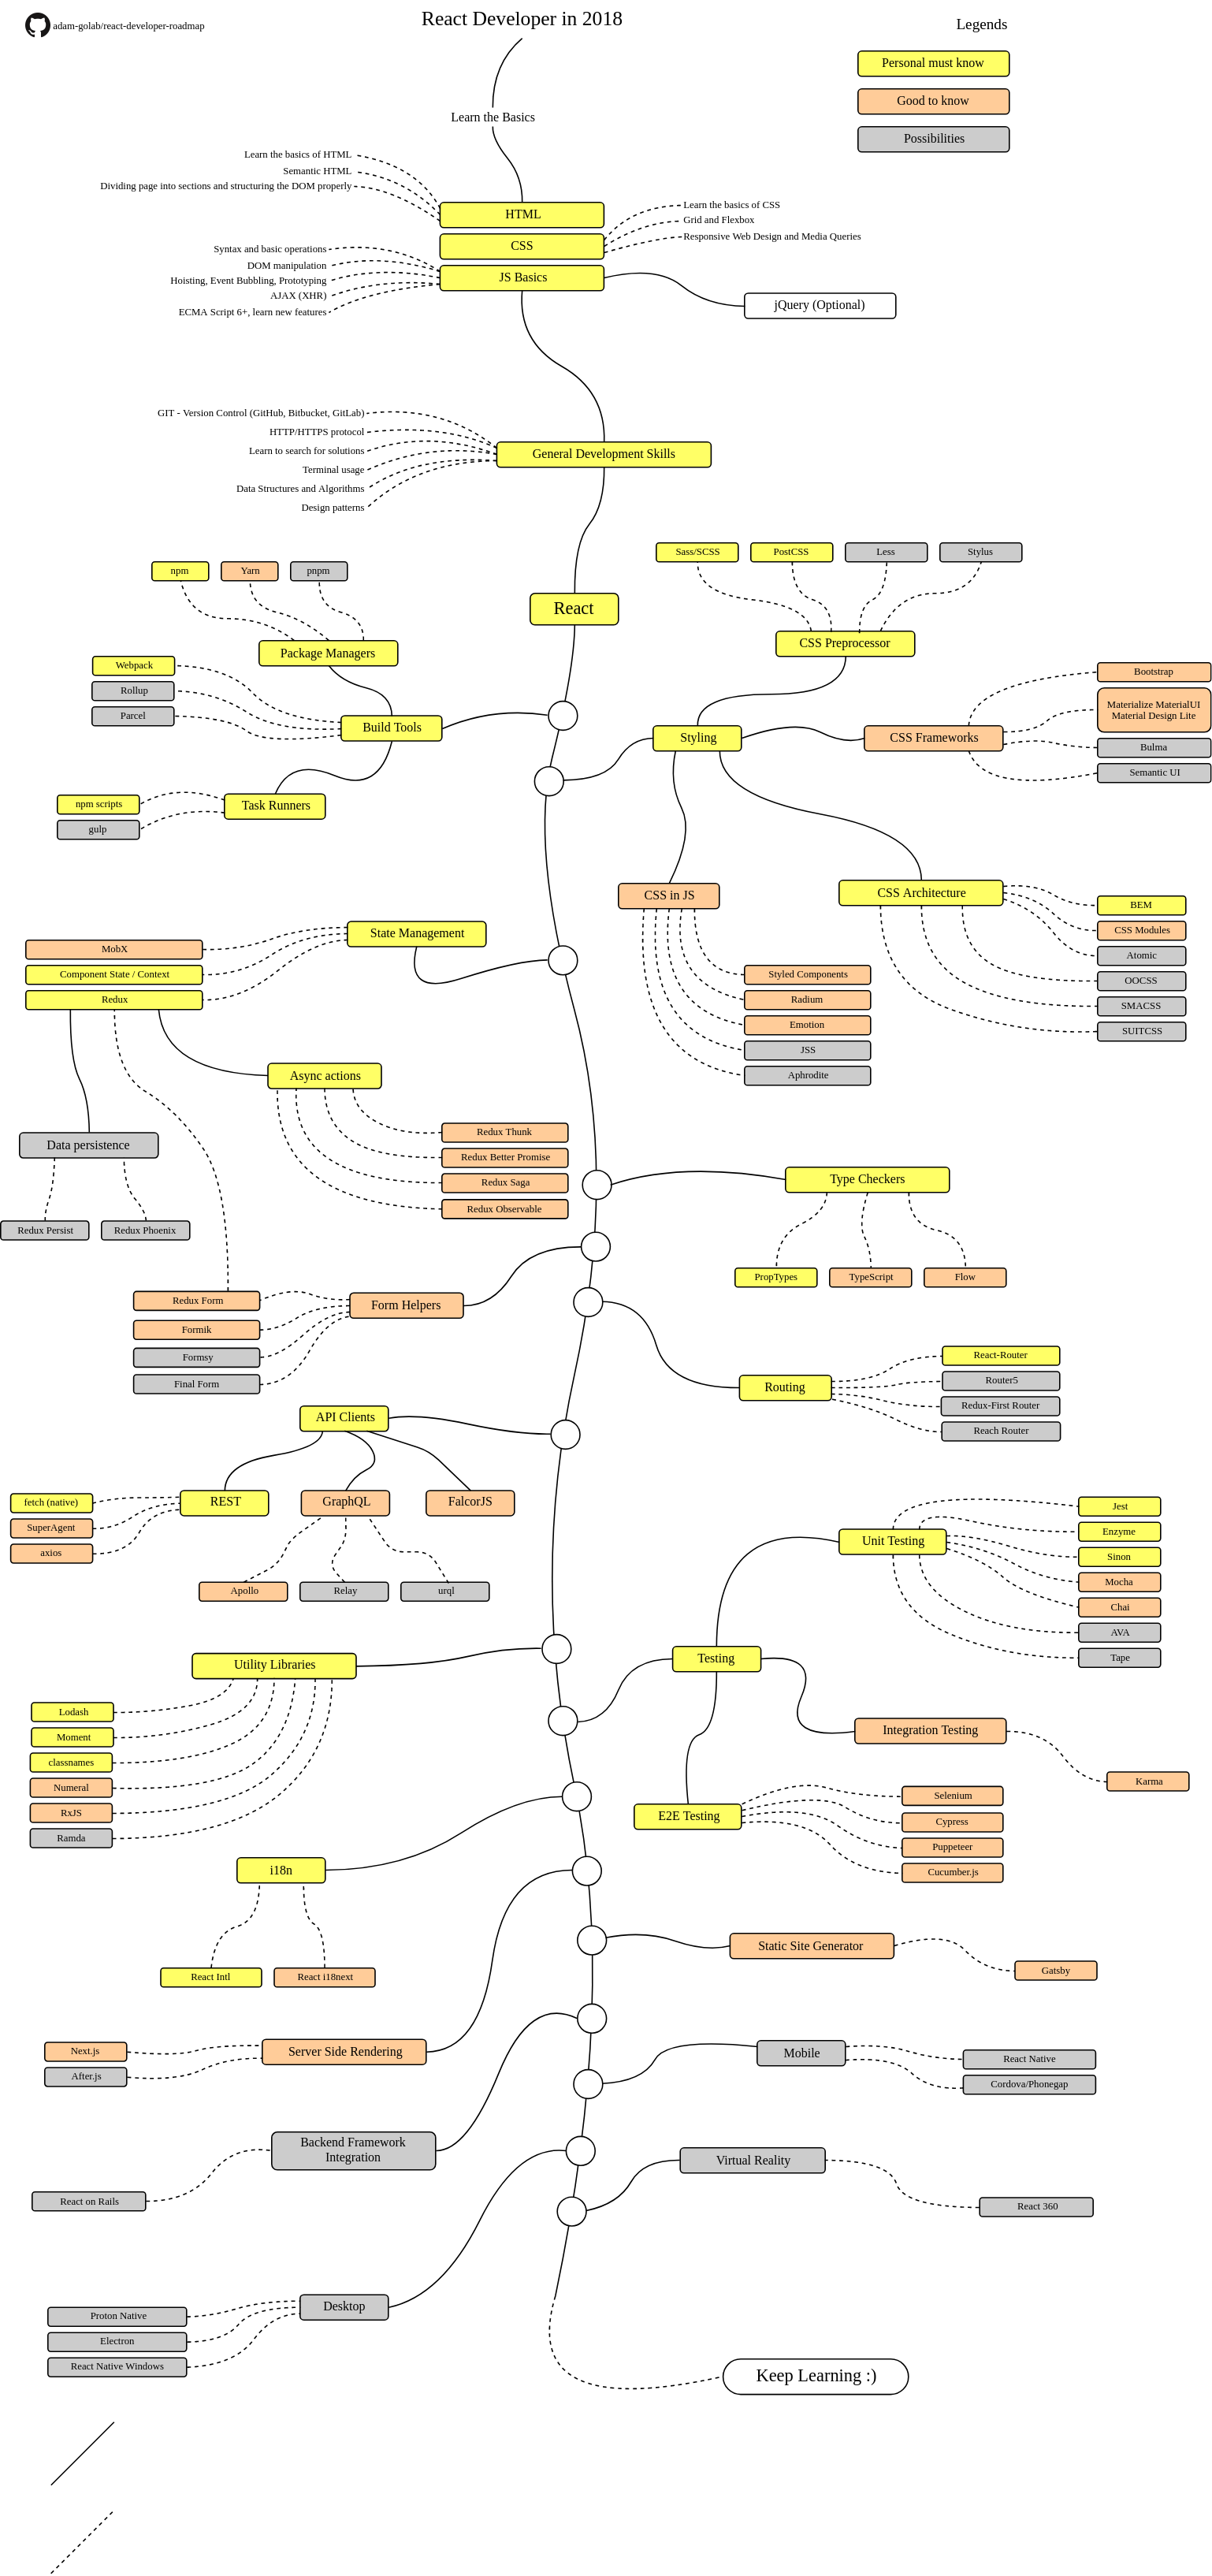 adam-golab/react-developer-roadmap
React Developer in 2018
Legends
Personal must know
Good to know
Possibilities
Learn the Basics
Learn the basics of HTML
Semantic HTML
Dividing page into sections and structuring the DOM properly
HTML
CSS
JS Basics
Learn the basics of CSS
Grid and Flexbox
Responsive Web Design and Media Queries
Syntax and basic operations
DOM manipulation
Hoisting, Event Bubbling, Prototyping
AJAX (XHR)
ECMA Script 6+, learn new features
jQuery (Optional)
GIT - Version Control (GitHub, Bitbucket, GitLab)
HTTP/HTTPS protocol
Learn to search for solutions
Terminal usage
Data Structures and Algorithms
Design patterns
General Development Skills
React
npm
Yarn
pnpm
Package Managers
Webpack
Rollup
Parcel
Build Tools
npm scripts
gulp
Task Runners
Sass/SCSS
PostCSS
Less
Stylus
CSS Preprocessor
Styling
CSS Frameworks
Bootstrap
Materialize MaterialUI
Material Design Lite
Bulma
Semantic UI
CSS in JS
Styled Components
Radium
Emotion
JSS
Aphrodite
CSS Architecture
BEM
CSS Modules
Atomic
OOCSS
SMACSS
SUITCSS
State Management
MobX
Component State / Context
Redux
Async actions
Redux Thunk
Redux Better Promise
Redux Saga
Redux Observable
Data persistence
Redux Persist
Redux Phoenix
Type Checkers
PropTypes
TypeScript
Flow
Form Helpers
Redux Form
Formik
Formsy
Final Form
Routing
React-Router
Router5
Redux-First Router
Reach Router
API Clients
REST
GraphQL
FalcorJS
fetch (native)
SuperAgent
axios
Apollo
Relay
urql
Unit Testing
Jest
Enzyme
Sinon
Mocha
Chai
AVA
Tape
Utility Libraries
Lodash
Moment
classnames
Numeral
RxJS
Ramda
Testing
Integration Testing
Karma
E2E Testing
Selenium
Cypress
Puppeteer
Cucumber.js
i18n
React Intl
React i18next
Static Site Generator
Gatsby
Server Side Rendering
Next.js
After.js
Mobile
React Native
Cordova/Phonegap
Backend Framework
Integration
React on Rails
Virtual Reality
React 360
Desktop
Proton Native
Electron
React Native Windows
Keep Learning :)